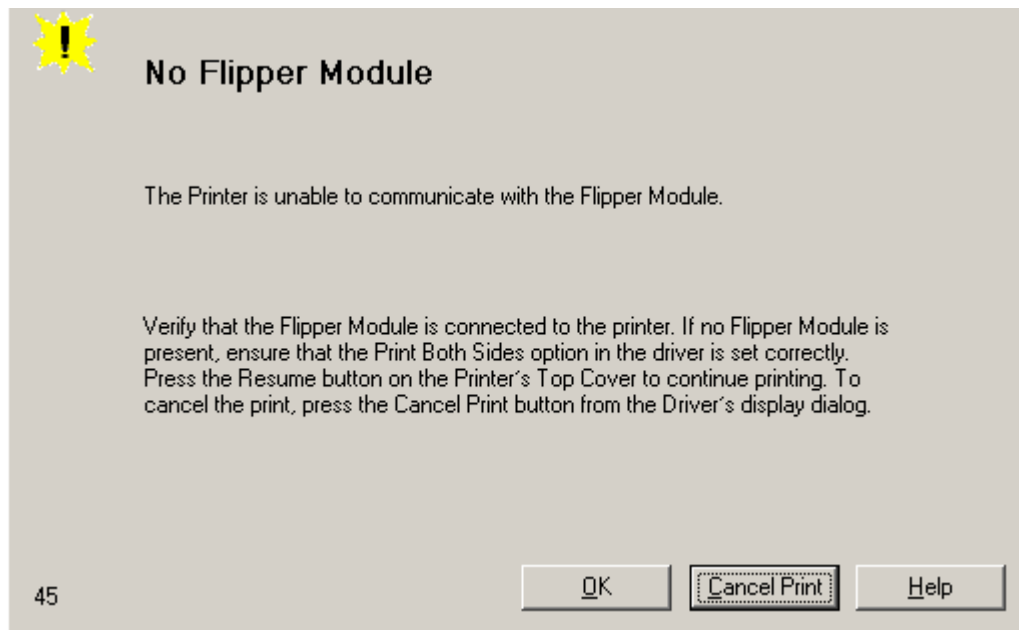 No Flipper Module
The Printer is unable to communicate with the Flipper Module.
Verify that the Flipper Module is connected to the printer. If no Flipper Module is
present, ensure that the Print Both Sides option in the driver is set correctly.
Press the Resume button on the Printer´s Top Cover to continue printing. To
cancel the print, press the Cancel Print button from the Driver´s display dialog.
45
OK
Cancel Print
Help